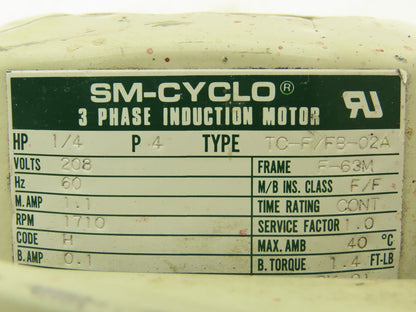 SM-CYCLO®
3 PHASE INDUCTION MOTOR
HP 1/4 P 4 TYPE TC-F/FB-02A
VOLTS 208 FRAME F-63M
Hz 60 M/B INS. CLASS F/F
M. AMP 1.1 TIME RATING CONT
RPM 1710 SERVICE FACTOR 1.0
CODE H MAX. AMB 40 °C
B. AMP 0.1 B. TORQUE 1.4 FT-LB